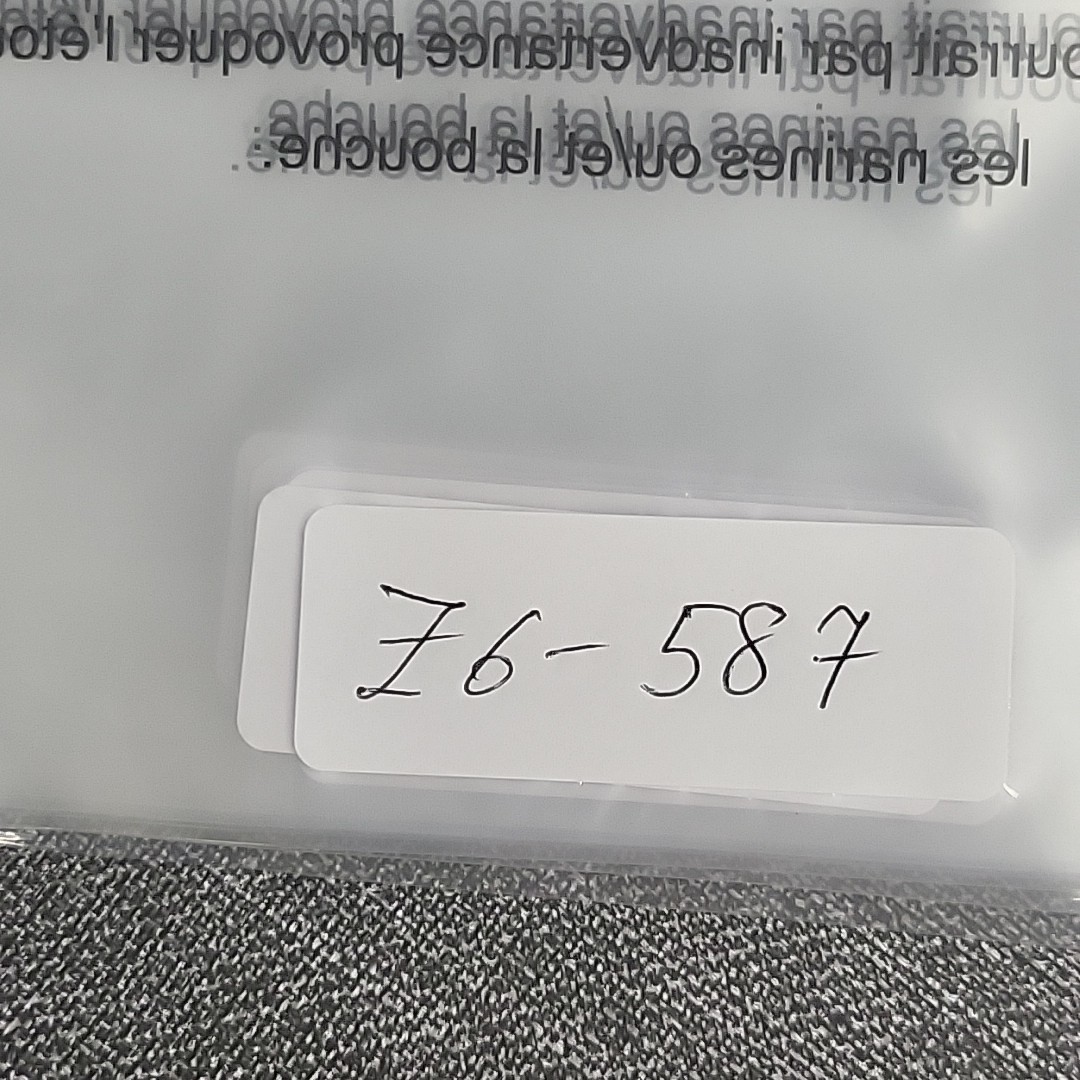 ourrait par inadvertance provoquer l'éto
les narines ou/et la bouche.
Z6-587